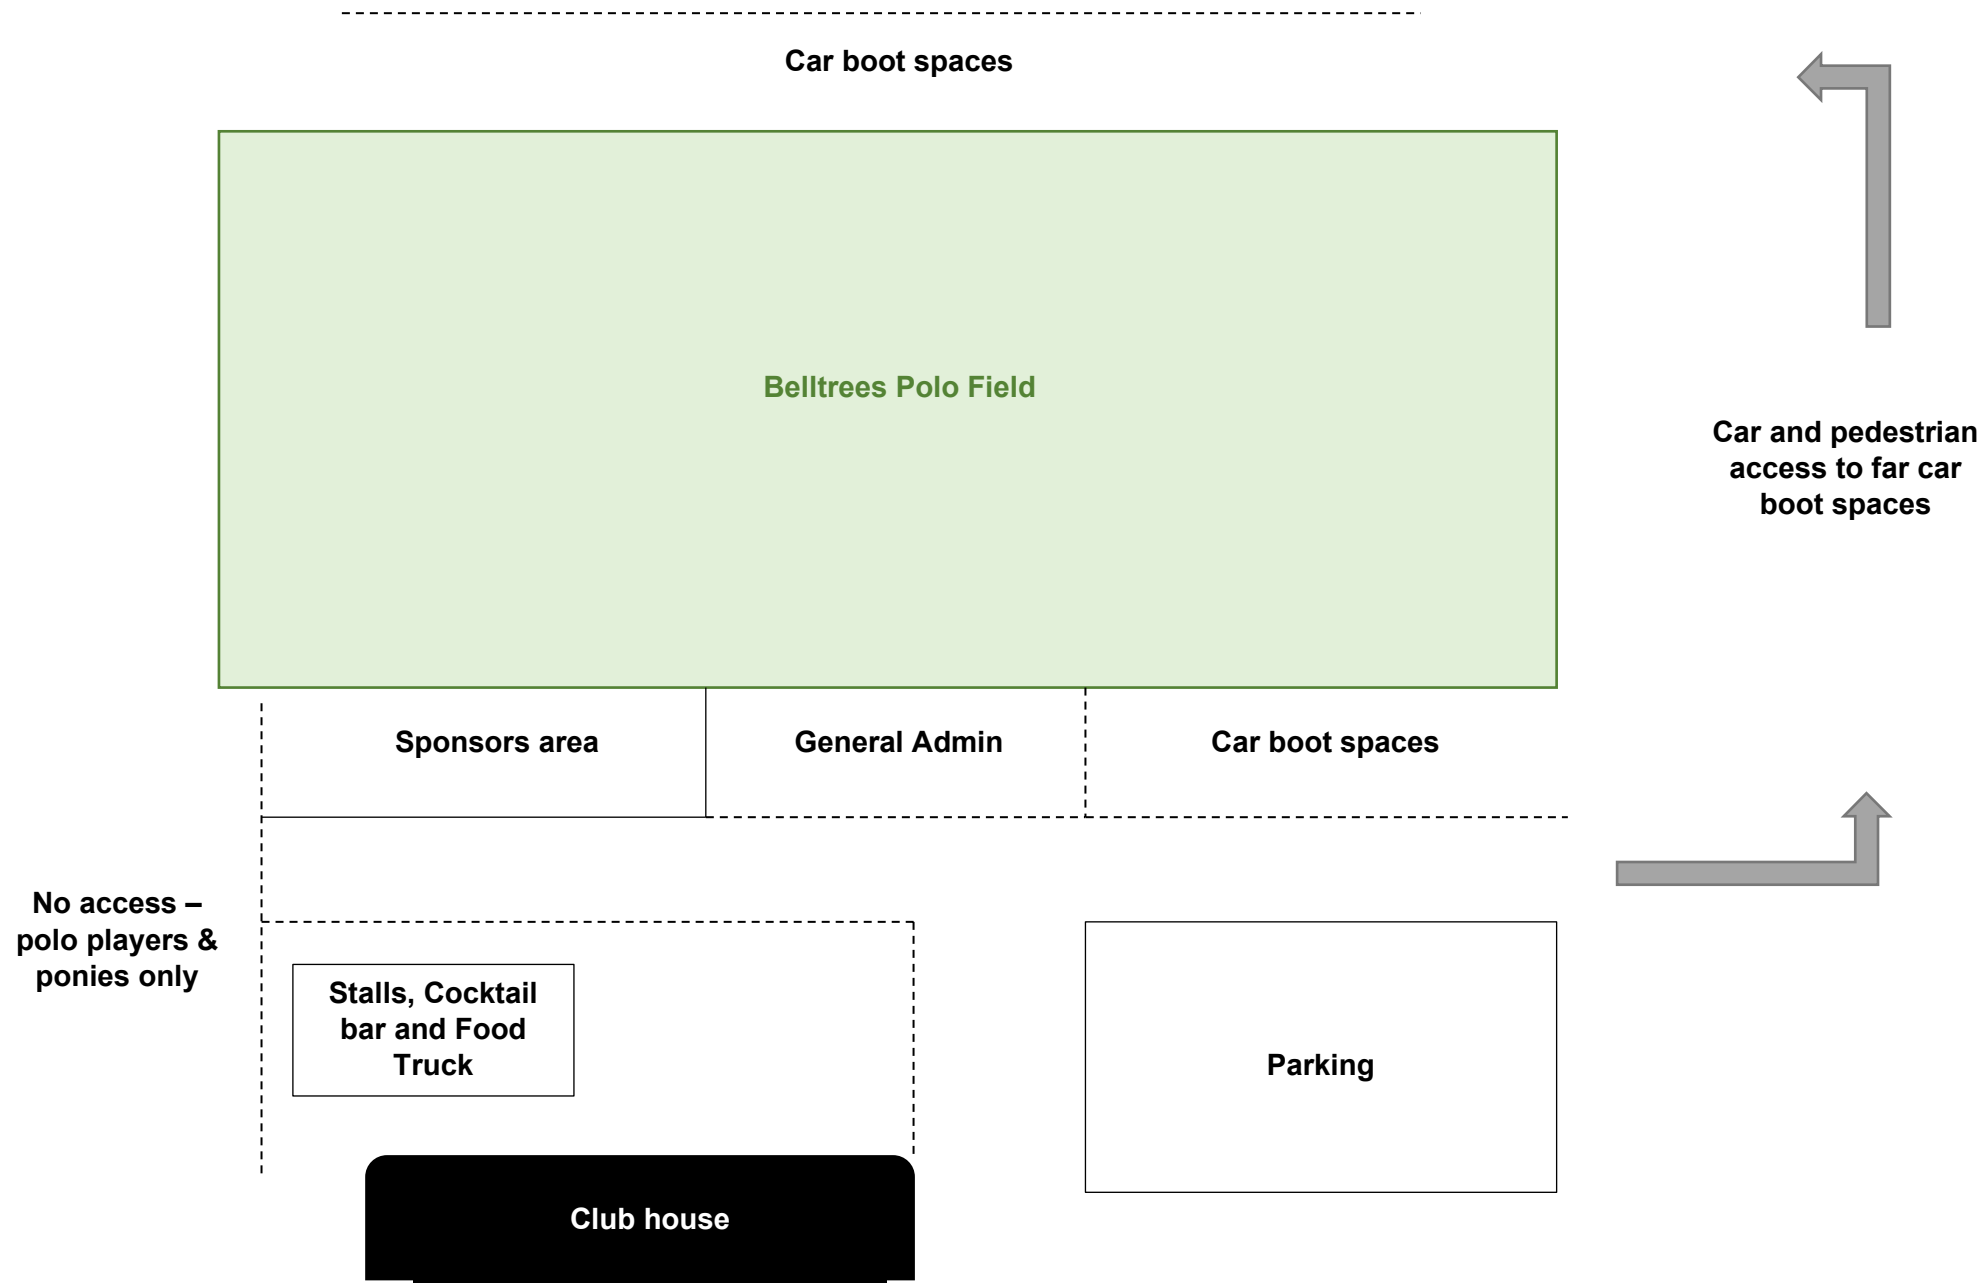 Car boot spaces
Belltrees Polo Field
Car and pedestrian
access to far car
boot spaces
Sponsors area
General Admin
Car boot spaces
No access –
polo players &
ponies only
Stalls, Cocktail
bar and Food
Truck
Parking
Club house